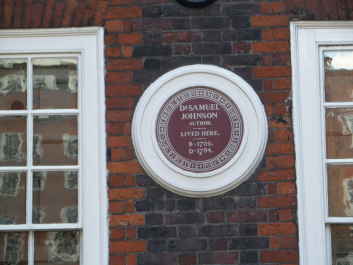 DR. SAMUEL
JOHNSON
AUTHOR.
LIVED HERE.
B·1709.
D·1784.